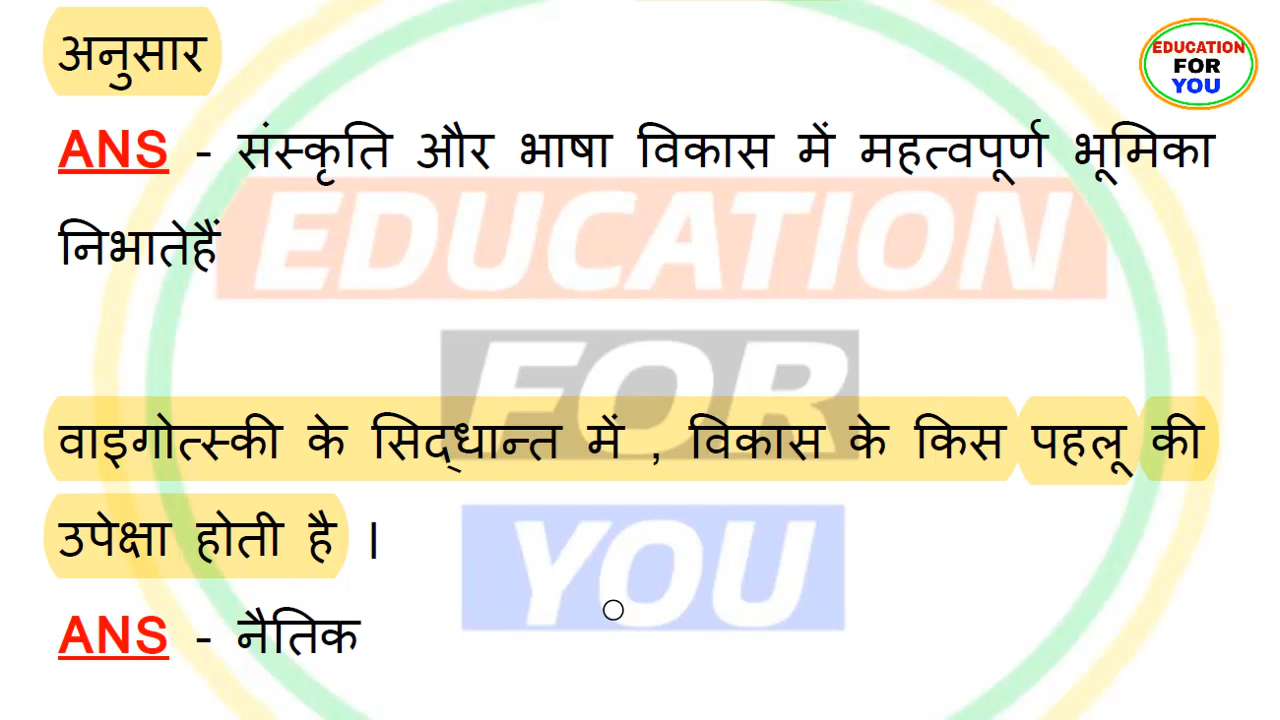 अनुसार
EDUCATION
FOR
YOU
ANS - संस्कृति और भाषा विकास में महत्वपूर्ण भूमिका
निभातेहैं
EDUCATION
FOR
वाइगोत्स्की के सिद्धान्त में , विकास के किस पहलू की
उपेक्षा होती है ।
YOU
ANS - नैतिक